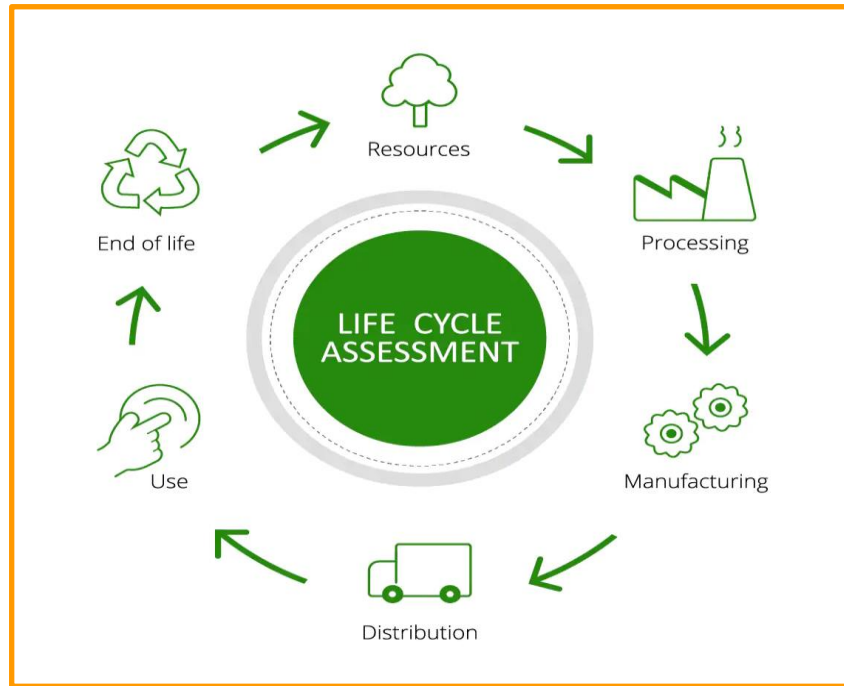 Resources
End of life
Processing
LIFE CYCLE
ASSESSMENT
Use
Manufacturing
Distribution